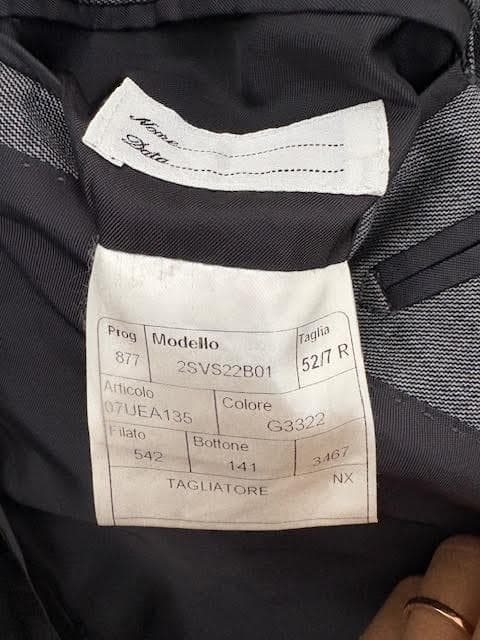 Nome
Data
Prog Modello Taglia
877 2SVS22B01 52/7 R
Articolo Colore
07UEA135 G3322
Filato Bottone
542 141 3467
TAGLIATORE NX